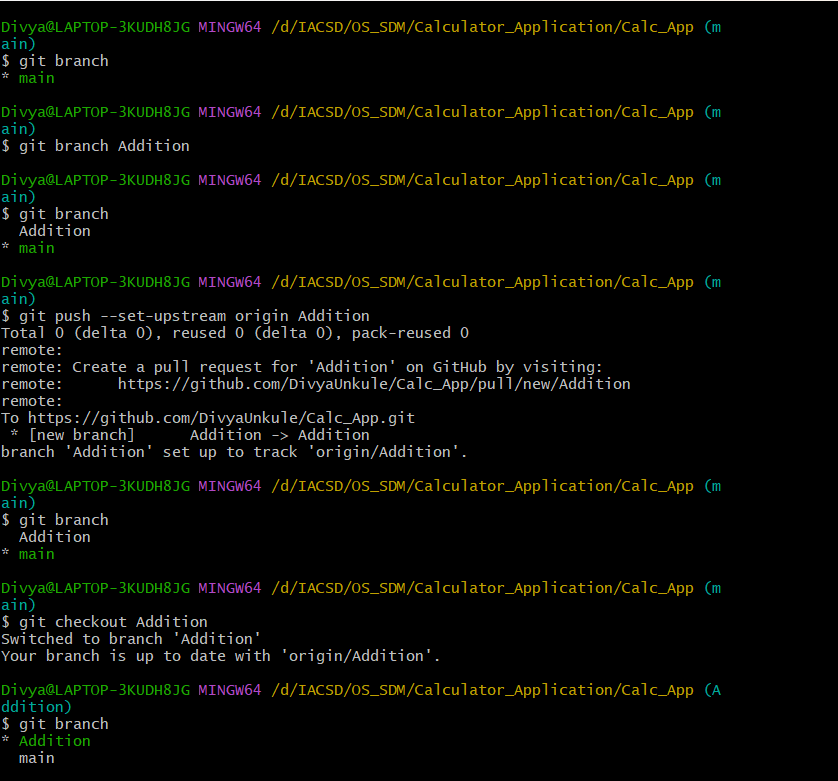 Divya@LAPTOP-3KUDH8JG MINGW64 /d/IACSD/OS_SDM/Calculator_Application/Calc_App (m
ain)
$ git branch
* main

Divya@LAPTOP-3KUDH8JG MINGW64 /d/IACSD/OS_SDM/Calculator_Application/Calc_App (m
ain)
$ git branch Addition

Divya@LAPTOP-3KUDH8JG MINGW64 /d/IACSD/OS_SDM/Calculator_Application/Calc_App (m
ain)
$ git branch
  Addition
* main

Divya@LAPTOP-3KUDH8JG MINGW64 /d/IACSD/OS_SDM/Calculator_Application/Calc_App (m
ain)
$ git push --set-upstream origin Addition
Total 0 (delta 0), reused 0 (delta 0), pack-reused 0
remote:
remote: Create a pull request for 'Addition' on GitHub by visiting:
remote:      https://github.com/DivyaUnkule/Calc_App/pull/new/Addition
remote:
To https://github.com/DivyaUnkule/Calc_App.git
 * [new branch]      Addition -> Addition
branch 'Addition' set up to track 'origin/Addition'.

Divya@LAPTOP-3KUDH8JG MINGW64 /d/IACSD/OS_SDM/Calculator_Application/Calc_App (m
ain)
$ git branch
  Addition
* main

Divya@LAPTOP-3KUDH8JG MINGW64 /d/IACSD/OS_SDM/Calculator_Application/Calc_App (m
ain)
$ git checkout Addition
Switched to branch 'Addition'
Your branch is up to date with 'origin/Addition'.

Divya@LAPTOP-3KUDH8JG MINGW64 /d/IACSD/OS_SDM/Calculator_Application/Calc_App (A
ddition)
$ git branch
* Addition
  main